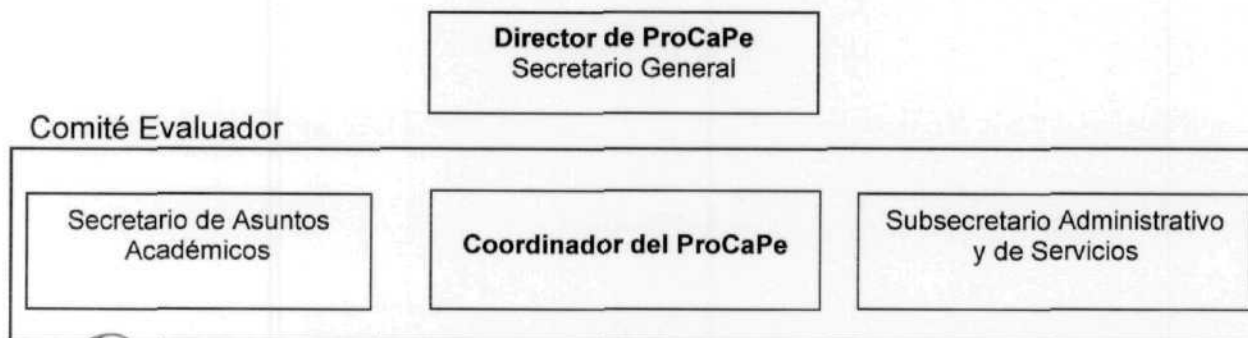 Director de ProCaPe
Secretario General
Comité Evaluador
Secretario de Asuntos
Académicos
Coordinador del ProCaPe
Subsecretario Administrativo
y de Servicios